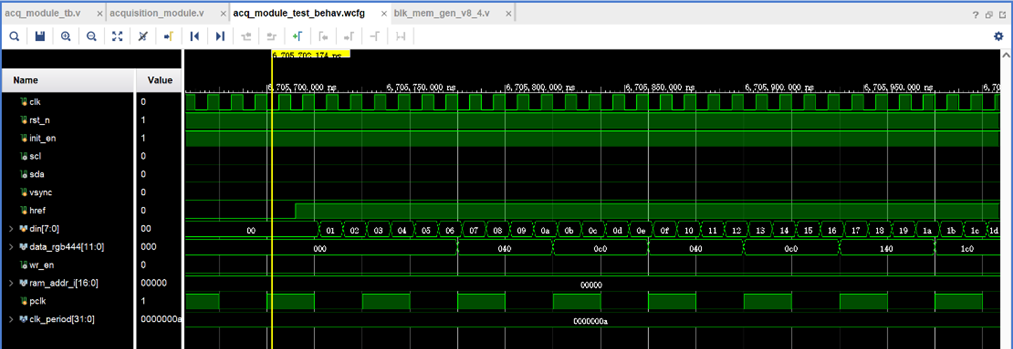 acq_module_tb.v × acquisition_module.v × acq_module_test_behav.wcfg × blk_mem_gen_v8_4.v ×
6,705,702.174 ns
Name Value
6,705,700.000 ns 6,705,750.000 ns 6,705,800.000 ns 6,705,850.000 ns 6,705,900.000 ns 6,705,950.000 ns 6,70
clk 0
rst_n 1
init_en 1
scl 0
sda 0
vsync 0
href 0
din[7:0] 00 00 01 02 03 04 05 06 07 08 09 0a 0b 0c 0d 0e 0f 10 11 12 13 14 15 16 17 18 19 1a 1b 1c 1d
data_rgb444[11:0] 000 000 040 0c0 040 0c0 140 1c0
wr_en 0
ram_addr_i[16:0] 00000 00000
pclk 1
clk_period[31:0] 0000000a 0000000a